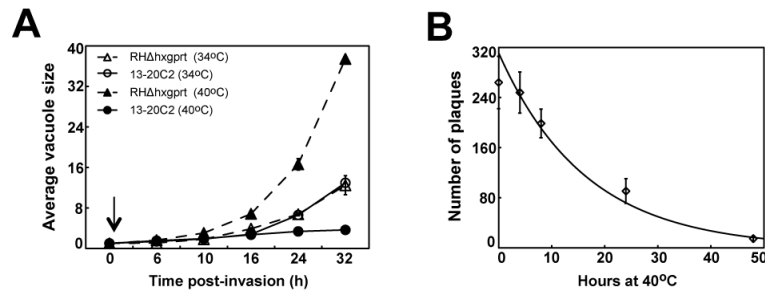 A
Average vacuole size
40
32
24
16
8
0
RHΔhxgprt (34ºC)
13-20C2 (34ºC)
RHΔhxgprt (40ºC)
13-20C2 (40ºC)
0 6 10 16 24 32
Time post-invasion (h)
B
Number of plaques
320
240
160
80
0
0 10 20 30 40 50
Hours at 40ºC